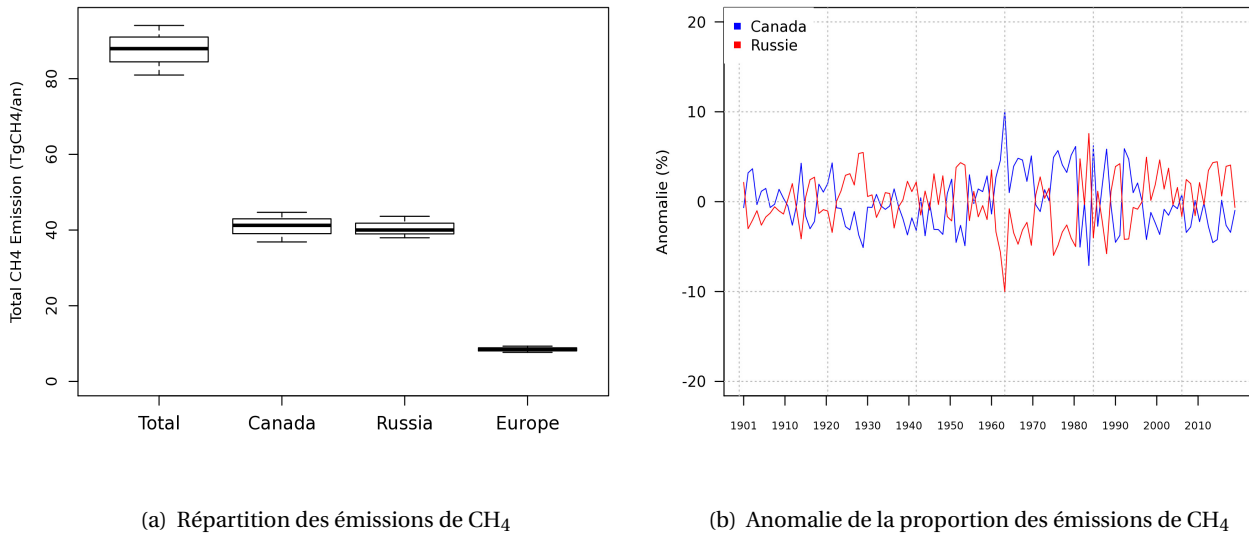 Total CH4 Emission (TgCH4/an)
80
60
40
20
0
Total Canada Russia Europe
(a) Répartition des émissions de CH4
Canada
Russie
Anomalie (%)
20
10
0
-10
-20
1901 1910 1920 1930 1940 1950 1960 1970 1980 1990 2000 2010
(b) Anomalie de la proportion des émissions de CH4